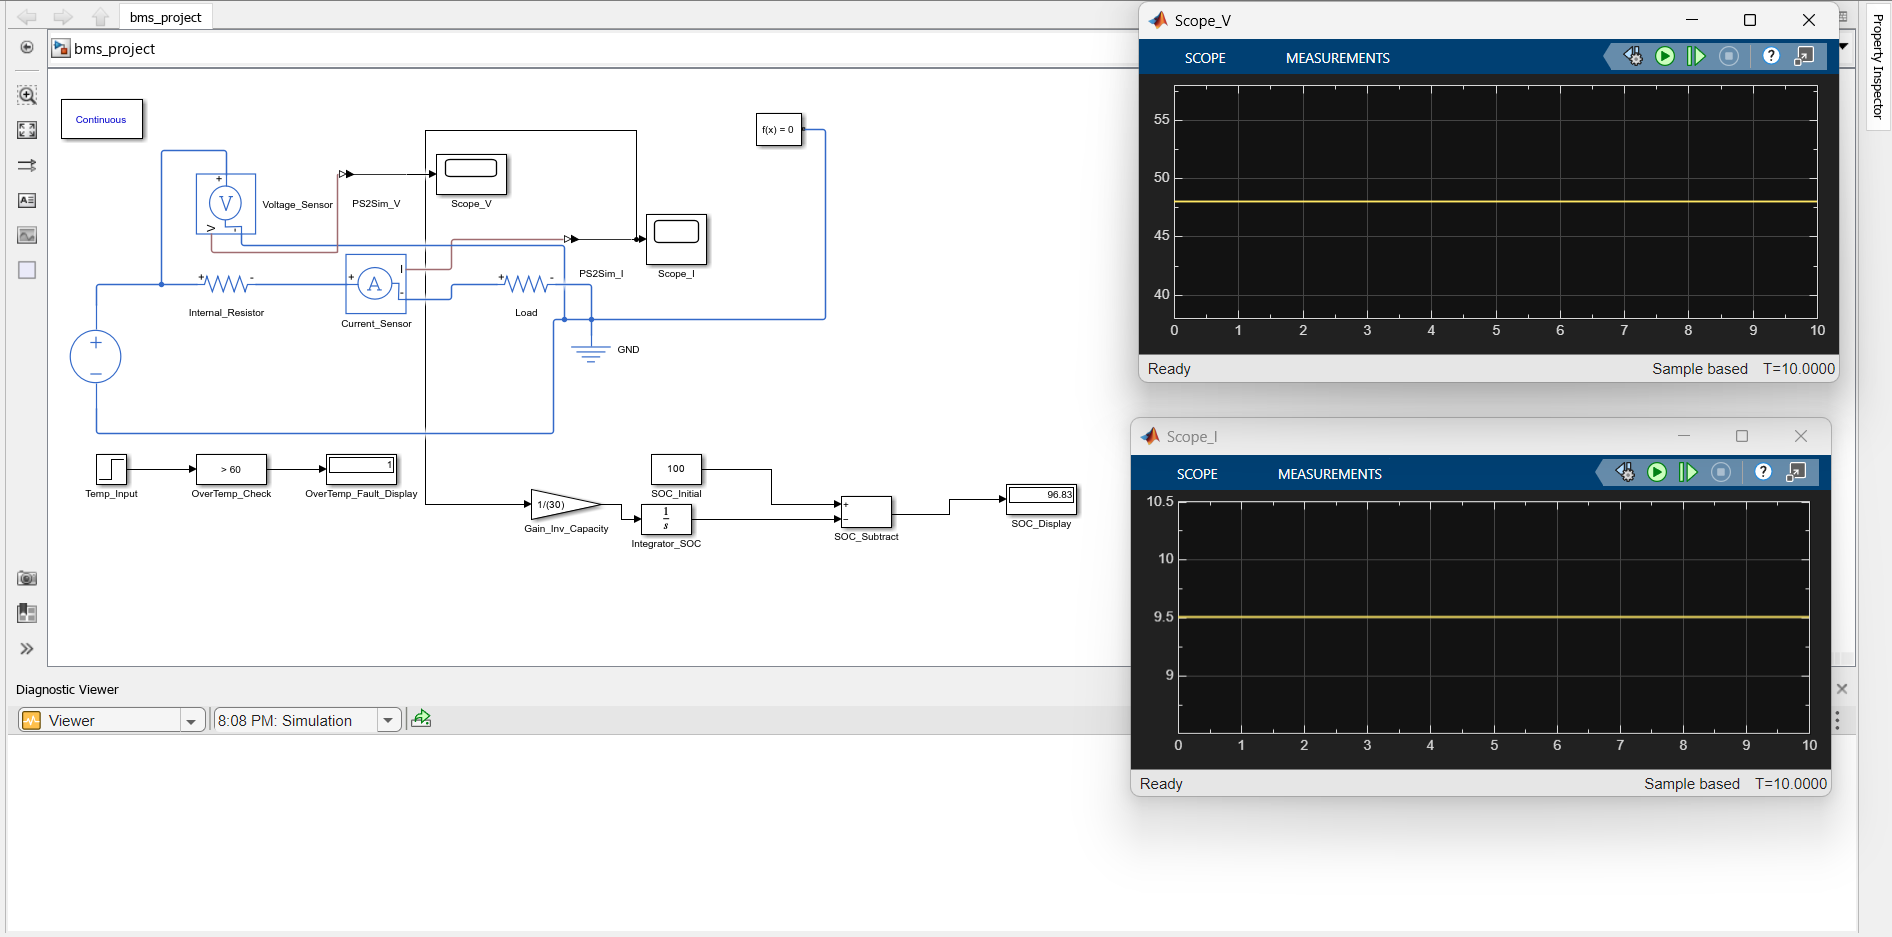 bms_project
bms_project
Continuous
f(x) = 0
+
V
V
-
Voltage_Sensor
PS2Sim_V
Scope_V
+
-
Internal_Resistor
+
A
I
-
Current_Sensor
PS2Sim_I
Scope_I
+
-
Load
GND
+
−
Temp_Input
> 60
OverTemp_Check
1
OverTemp_Fault_Display
1/(30)
Gain_Inv_Capacity
100
SOC_Initial
1
s
Integrator_SOC
+
−
SOC_Subtract
96.83
SOC_Display
Diagnostic Viewer
Viewer
8:08 PM: Simulation
Scope_V
SCOPE MEASUREMENTS
?
55
50
45
40
0 1 2 3 4 5 6 7 8 9 10
Ready Sample based T=10.0000
Scope_I
SCOPE MEASUREMENTS
?
10.5
10
9.5
9
0 1 2 3 4 5 6 7 8 9 10
Ready Sample based T=10.0000
Property Inspector